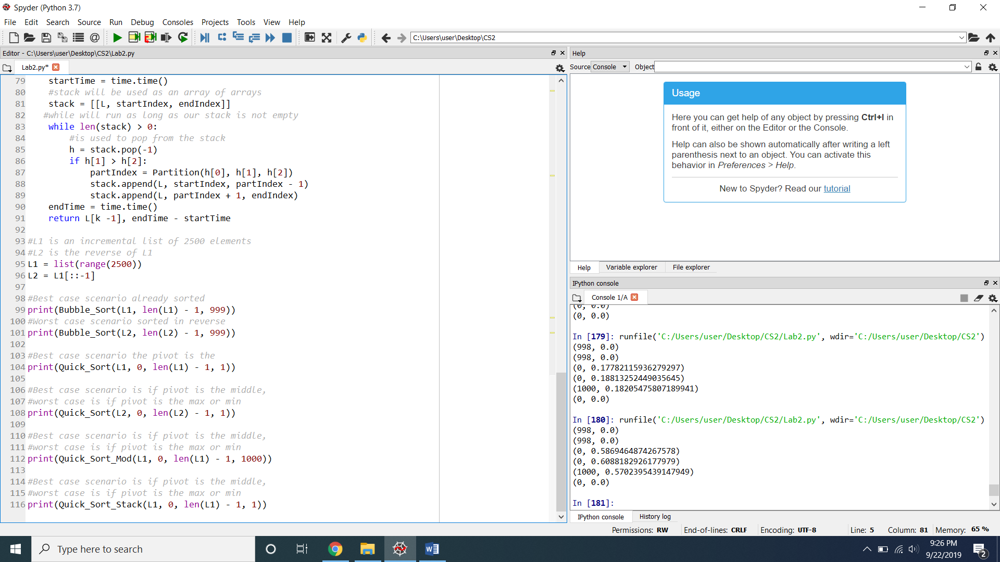 Spyder (Python 3.7)
File Edit Search Source Run Debug Consoles Projects Tools View Help
C:\Users\user\Desktop\CS2
Editor - C:\Users\user\Desktop\CS2\Lab2.py
Lab2.py*
79 startTime = time.time()
80 #stack will be used as an array of arrays
81 stack = [[L, startIndex, endIndex]]
82 #while will run as long as our stack is not empty
83 while len(stack) > 0:
84 #is used to pop from the stack
85 h = stack.pop(-1)
86 if h[1] > h[2]:
87 partIndex = Partition(h[0], h[1], h[2])
88 stack.append(L, startIndex, partIndex - 1)
89 stack.append(L, partIndex + 1, endIndex)
90 endTime = time.time()
91 return L[k -1], endTime - startTime
92
93 #L1 is an incremental list of 2500 elements
94 #L2 is the reverse of L1
95 L1 = list(range(2500))
96 L2 = L1[::-1]
97
98 #Best case scenario already sorted
99 print(Bubble_Sort(L1, len(L1) - 1, 999))
100 #Worst case scenario sorted in reverse
101 print(Bubble_Sort(L2, len(L2) - 1, 999))
102
103 #Best case scenario the pivot is the
104 print(Quick_Sort(L1, 0, len(L1) - 1, 1))
105
106 #Best case scenario is if pivot is the middle,
107 #worst case is if pivot is the max or min
108 print(Quick_Sort(L2, 0, len(L2) - 1, 1))
109
110 #Best case scenario is if pivot is the middle,
111 #worst case is if pivot is the max or min
112 print(Quick_Sort_Mod(L1, 0, len(L1) - 1, 1000))
113
114 #Best case scenario is if pivot is the middle,
115 #worst case is if pivot is the max or min
116 print(Quick_Sort_Stack(L1, 0, len(L1) - 1, 1))
Help
Source Console Object
Usage
Here you can get help of any object by pressing Ctrl+I in
front of it, either on the Editor or the Console.
Help can also be shown automatically after writing a left
parenthesis next to an object. You can activate this
behavior in Preferences > Help.
New to Spyder? Read our tutorial
Help Variable explorer File explorer
IPython console
Console 1/A
(0, 0.0)
(0, 0.0)
In [179]: runfile('C:/Users/user/Desktop/CS2/Lab2.py', wdir='C:/Users/user/Desktop/CS2')
(998, 0.0)
(998, 0.0)
(0, 0.17782115936279297)
(0, 0.18813252449035645)
(1000, 0.18205475807189941)
(0, 0.0)
In [180]: runfile('C:/Users/user/Desktop/CS2/Lab2.py', wdir='C:/Users/user/Desktop/CS2')
(998, 0.0)
(998, 0.0)
(0, 0.5869464874267578)
(0, 0.6088182926177979)
(1000, 0.5702395439147949)
(0, 0.0)
In [181]:
IPython console History log
Permissions: RW End-of-lines: CRLF Encoding: UTF-8 Line: 5 Column: 81 Memory: 65 %
Type here to search
9:26 PM
9/22/2019
2